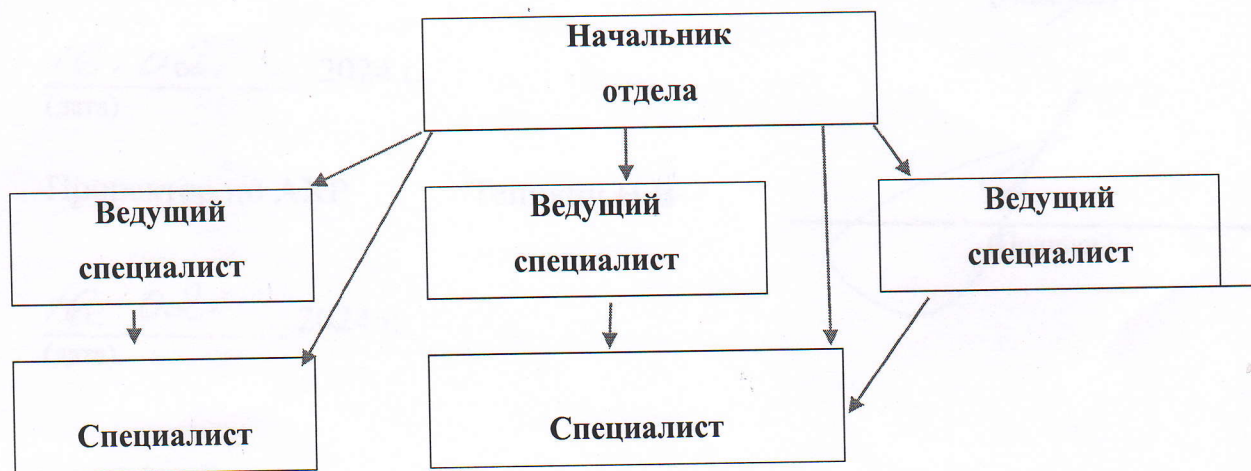 Начальник
отдела
Ведущий
специалист
Ведущий
специалист
Ведущий
специалист
Специалист
Специалист